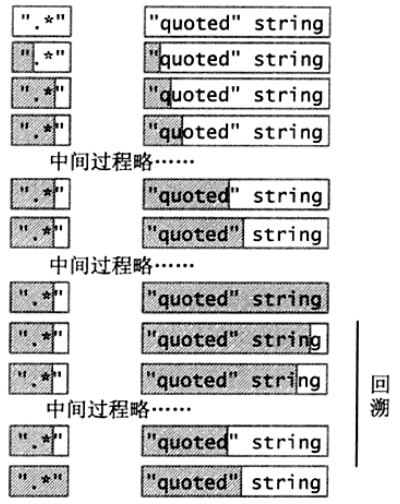 ".*" "quoted" string
".*" "quoted" string
".*" "quoted" string
".*" "quoted" string
中间过程略……
".*" "quoted" string
".*" "quoted" string
中间过程略……
".*" "quoted" string
".*" "quoted" string
".*" "quoted" string
中间过程略……
".*" "quoted" string
".*" "quoted" string
回溯